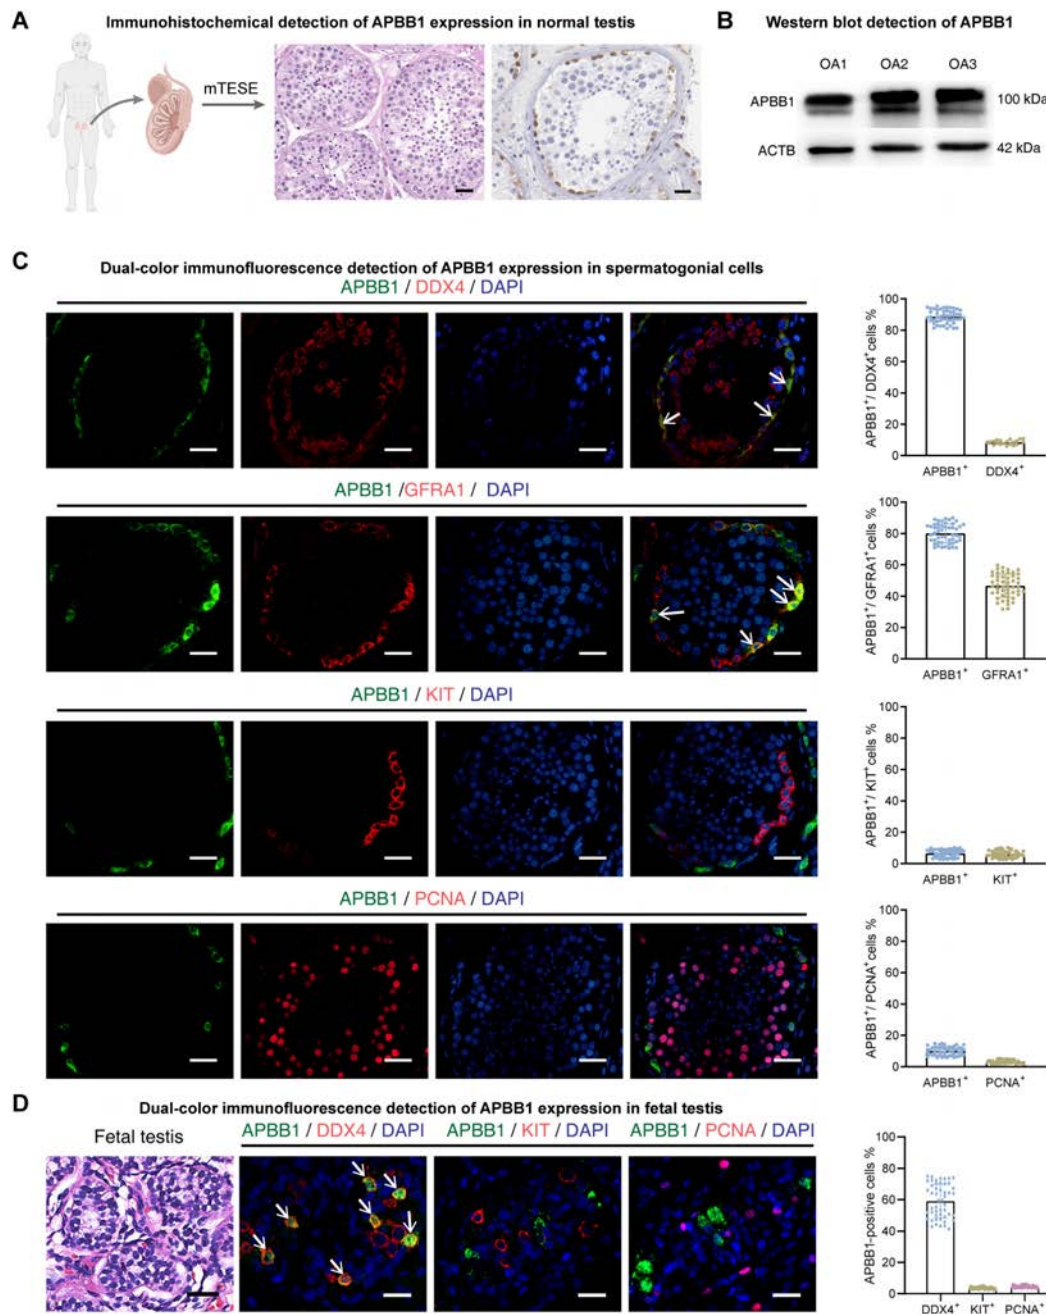 A
Immunohistochemical detection of APBB1 expression in normal testis
mTESE
B
Western blot detection of APBB1
OA1 OA2 OA3
APBB1
100 kDa
ACTB
42 kDa
C
Dual-color immunofluorescence detection of APBB1 expression in spermatogonial cells
APBB1 / DDX4 / DAPI
APBB1⁺/ DDX4⁺ cells %
100
80
60
40
20
0
APBB1⁺ DDX4⁺
APBB1 /GFRA1 / DAPI
APBB1⁺/ GFRA1⁺ cells %
100
80
60
40
20
0
APBB1⁺ GFRA1⁺
APBB1 / KIT / DAPI
APBB1⁺/ KIT⁺ cells %
100
80
60
40
20
0
APBB1⁺ KIT⁺
APBB1 / PCNA / DAPI
APBB1⁺/ PCNA⁺ cells %
100
80
60
40
20
0
APBB1⁺ PCNA⁺
D
Dual-color immunofluorescence detection of APBB1 expression in fetal testis
Fetal testis
APBB1 / DDX4 / DAPI
APBB1 / KIT / DAPI
APBB1 / PCNA / DAPI
APBB1-positive cells %
100
80
60
40
20
0
DDX4⁺ KIT⁺ PCNA⁺